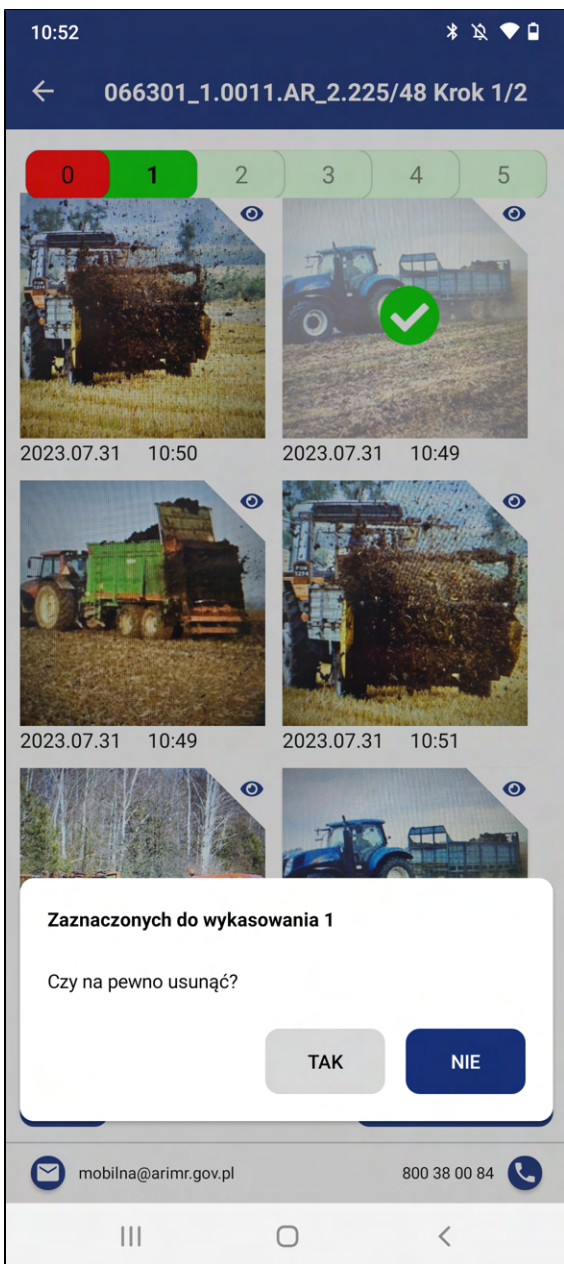 10:52
066301_1.0011.AR_2.225/48 Krok 1/2
0 1 2 3 4 5
2023.07.31 10:50
2023.07.31 10:49
2023.07.31 10:49
2023.07.31 10:51
Zaznaczonych do wykasowania 1
Czy na pewno usunąć?
TAK
NIE
mobilna@arimr.gov.pl
800 38 00 84